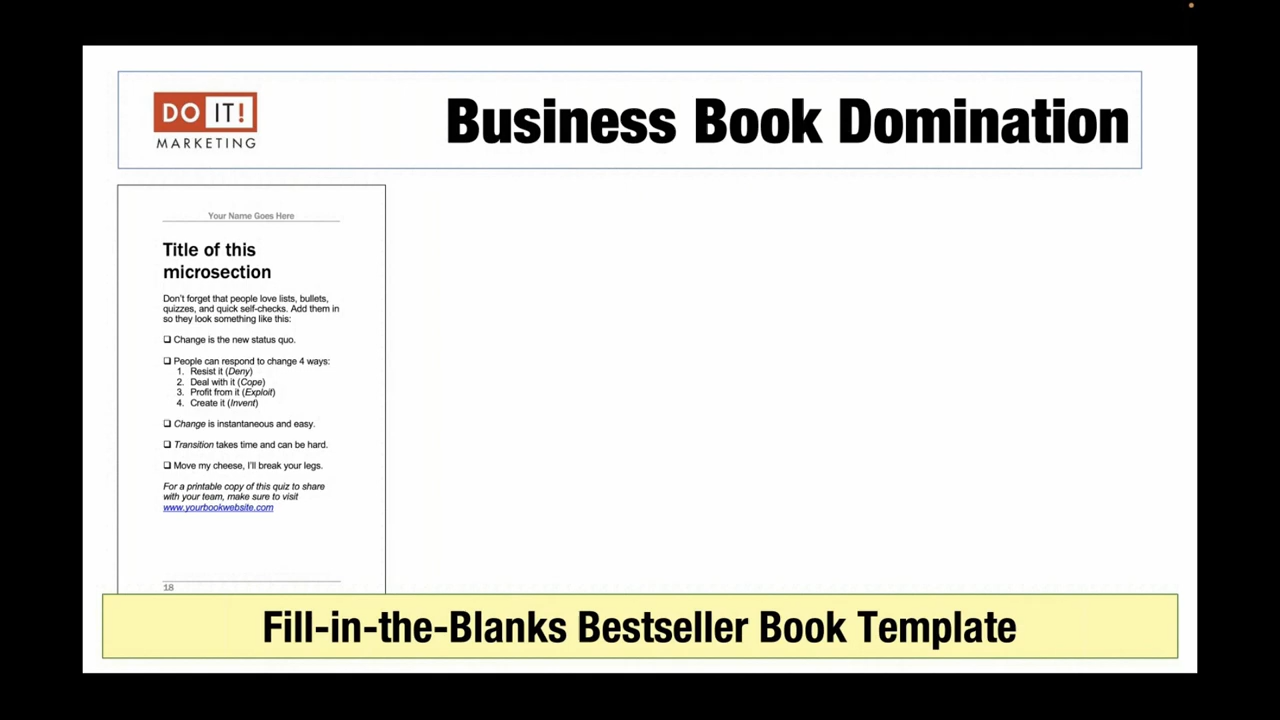 DO IT!
MARKETING
Business Book Domination
Your Name Goes Here
Title of this
microsection
Don't forget that people love lists, bullets,
quizzes, and quick self-checks. Add them in
so they look something like this:
❑ Change is the new status quo.
❑ People can respond to change 4 ways:
1. Resist it (Deny)
2. Deal with it (Cope)
3. Profit from it (Exploit)
4. Create it (Invent)
❑ Change is instantaneous and easy.
❑ Transition takes time and can be hard.
❑ Move my cheese, I'll break your legs.
For a printable copy of this quiz to share
with your team, make sure to visit
www.yourbookwebsite.com
18
Fill-in-the-Blanks Bestseller Book Template